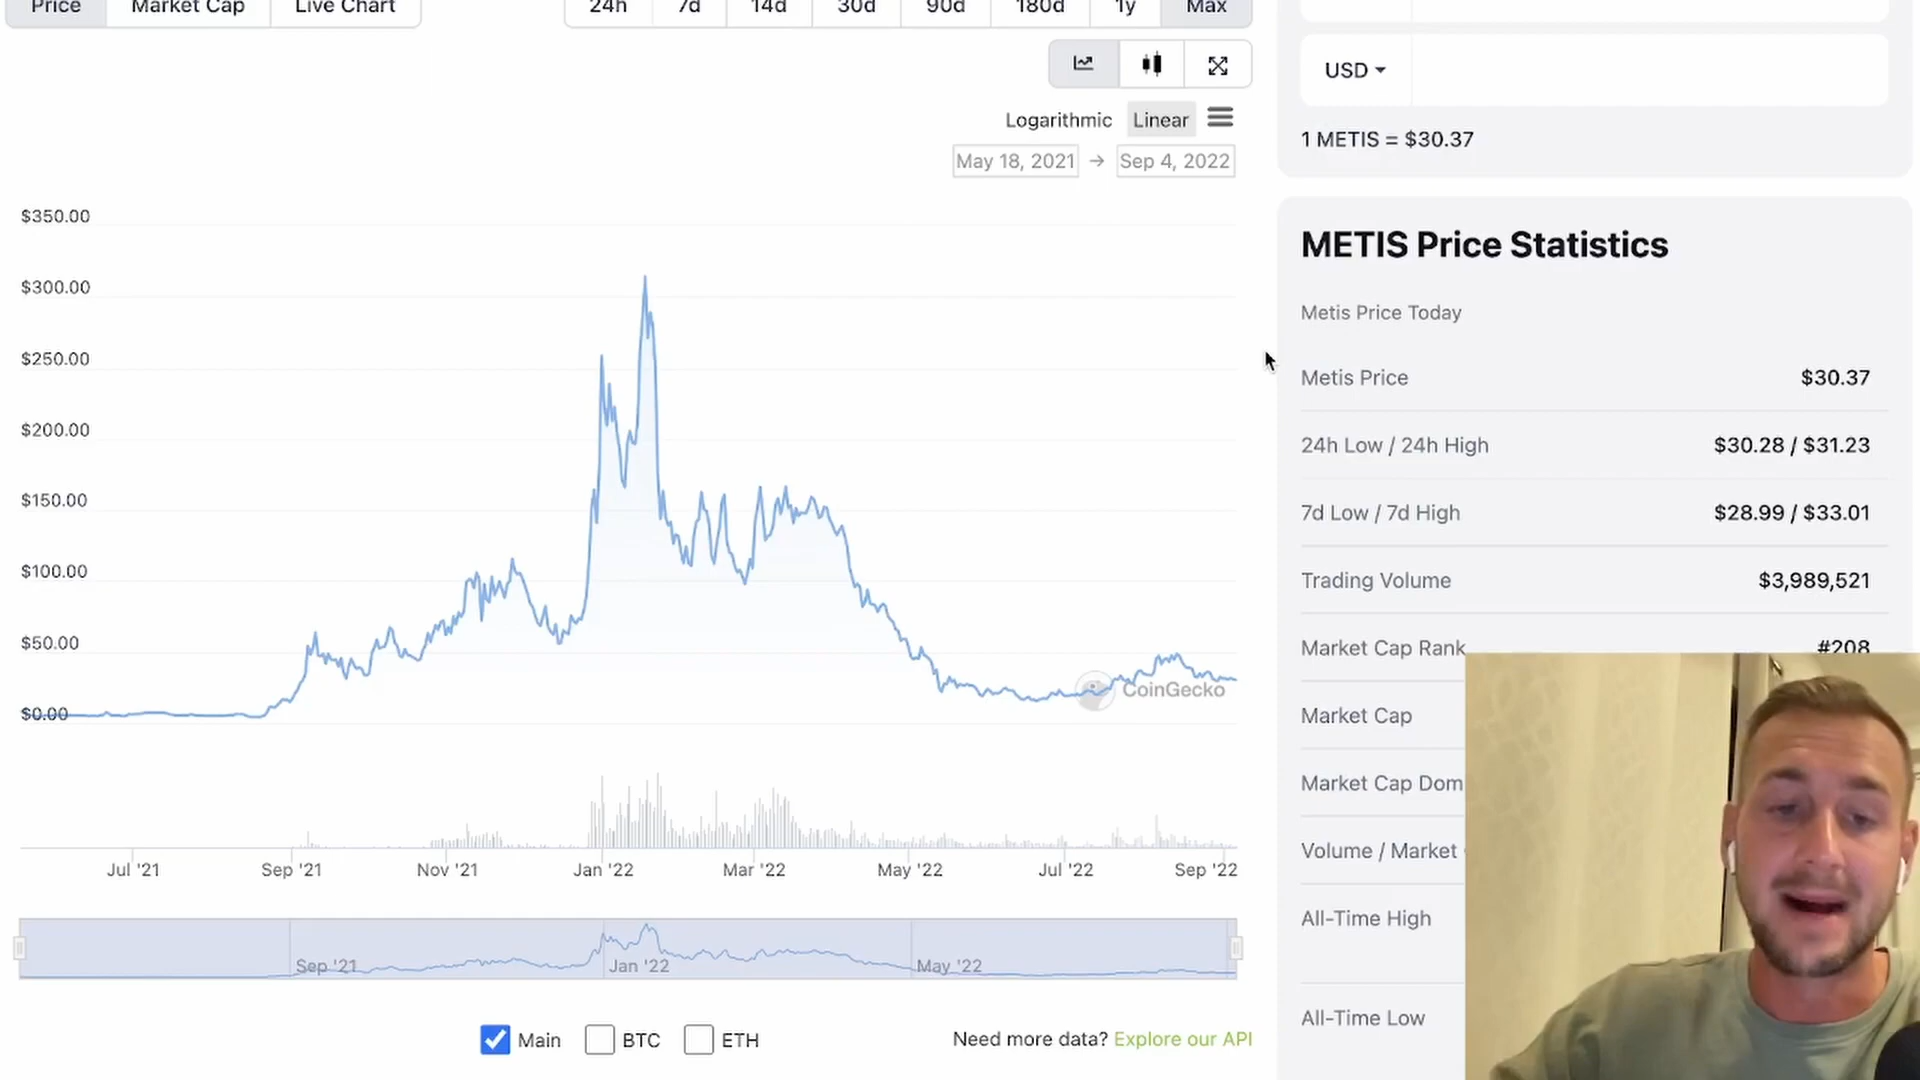 Price Market Cap Live Chart 24h 7d 14d 30d 90d 180d 1y Max
Logarithmic Linear
May 18, 2021 → Sep 4, 2022
$350.00
$300.00
$250.00
$200.00
$150.00
$100.00
$50.00
$0.00
CoinGecko
Jul '21 Sep '21 Nov '21 Jan '22 Mar '22 May '22 Jul '22 Sep '22
Sep '21 Jan '22 May '22
Main BTC ETH
Need more data? Explore our API
USD
1 METIS = $30.37
METIS Price Statistics
Metis Price Today
Metis Price $30.37
24h Low / 24h High $30.28 / $31.23
7d Low / 7d High $28.99 / $33.01
Trading Volume $3,989,521
Market Cap Rank #208
Market Cap
Market Cap Dom
Volume / Market
All-Time High
All-Time Low